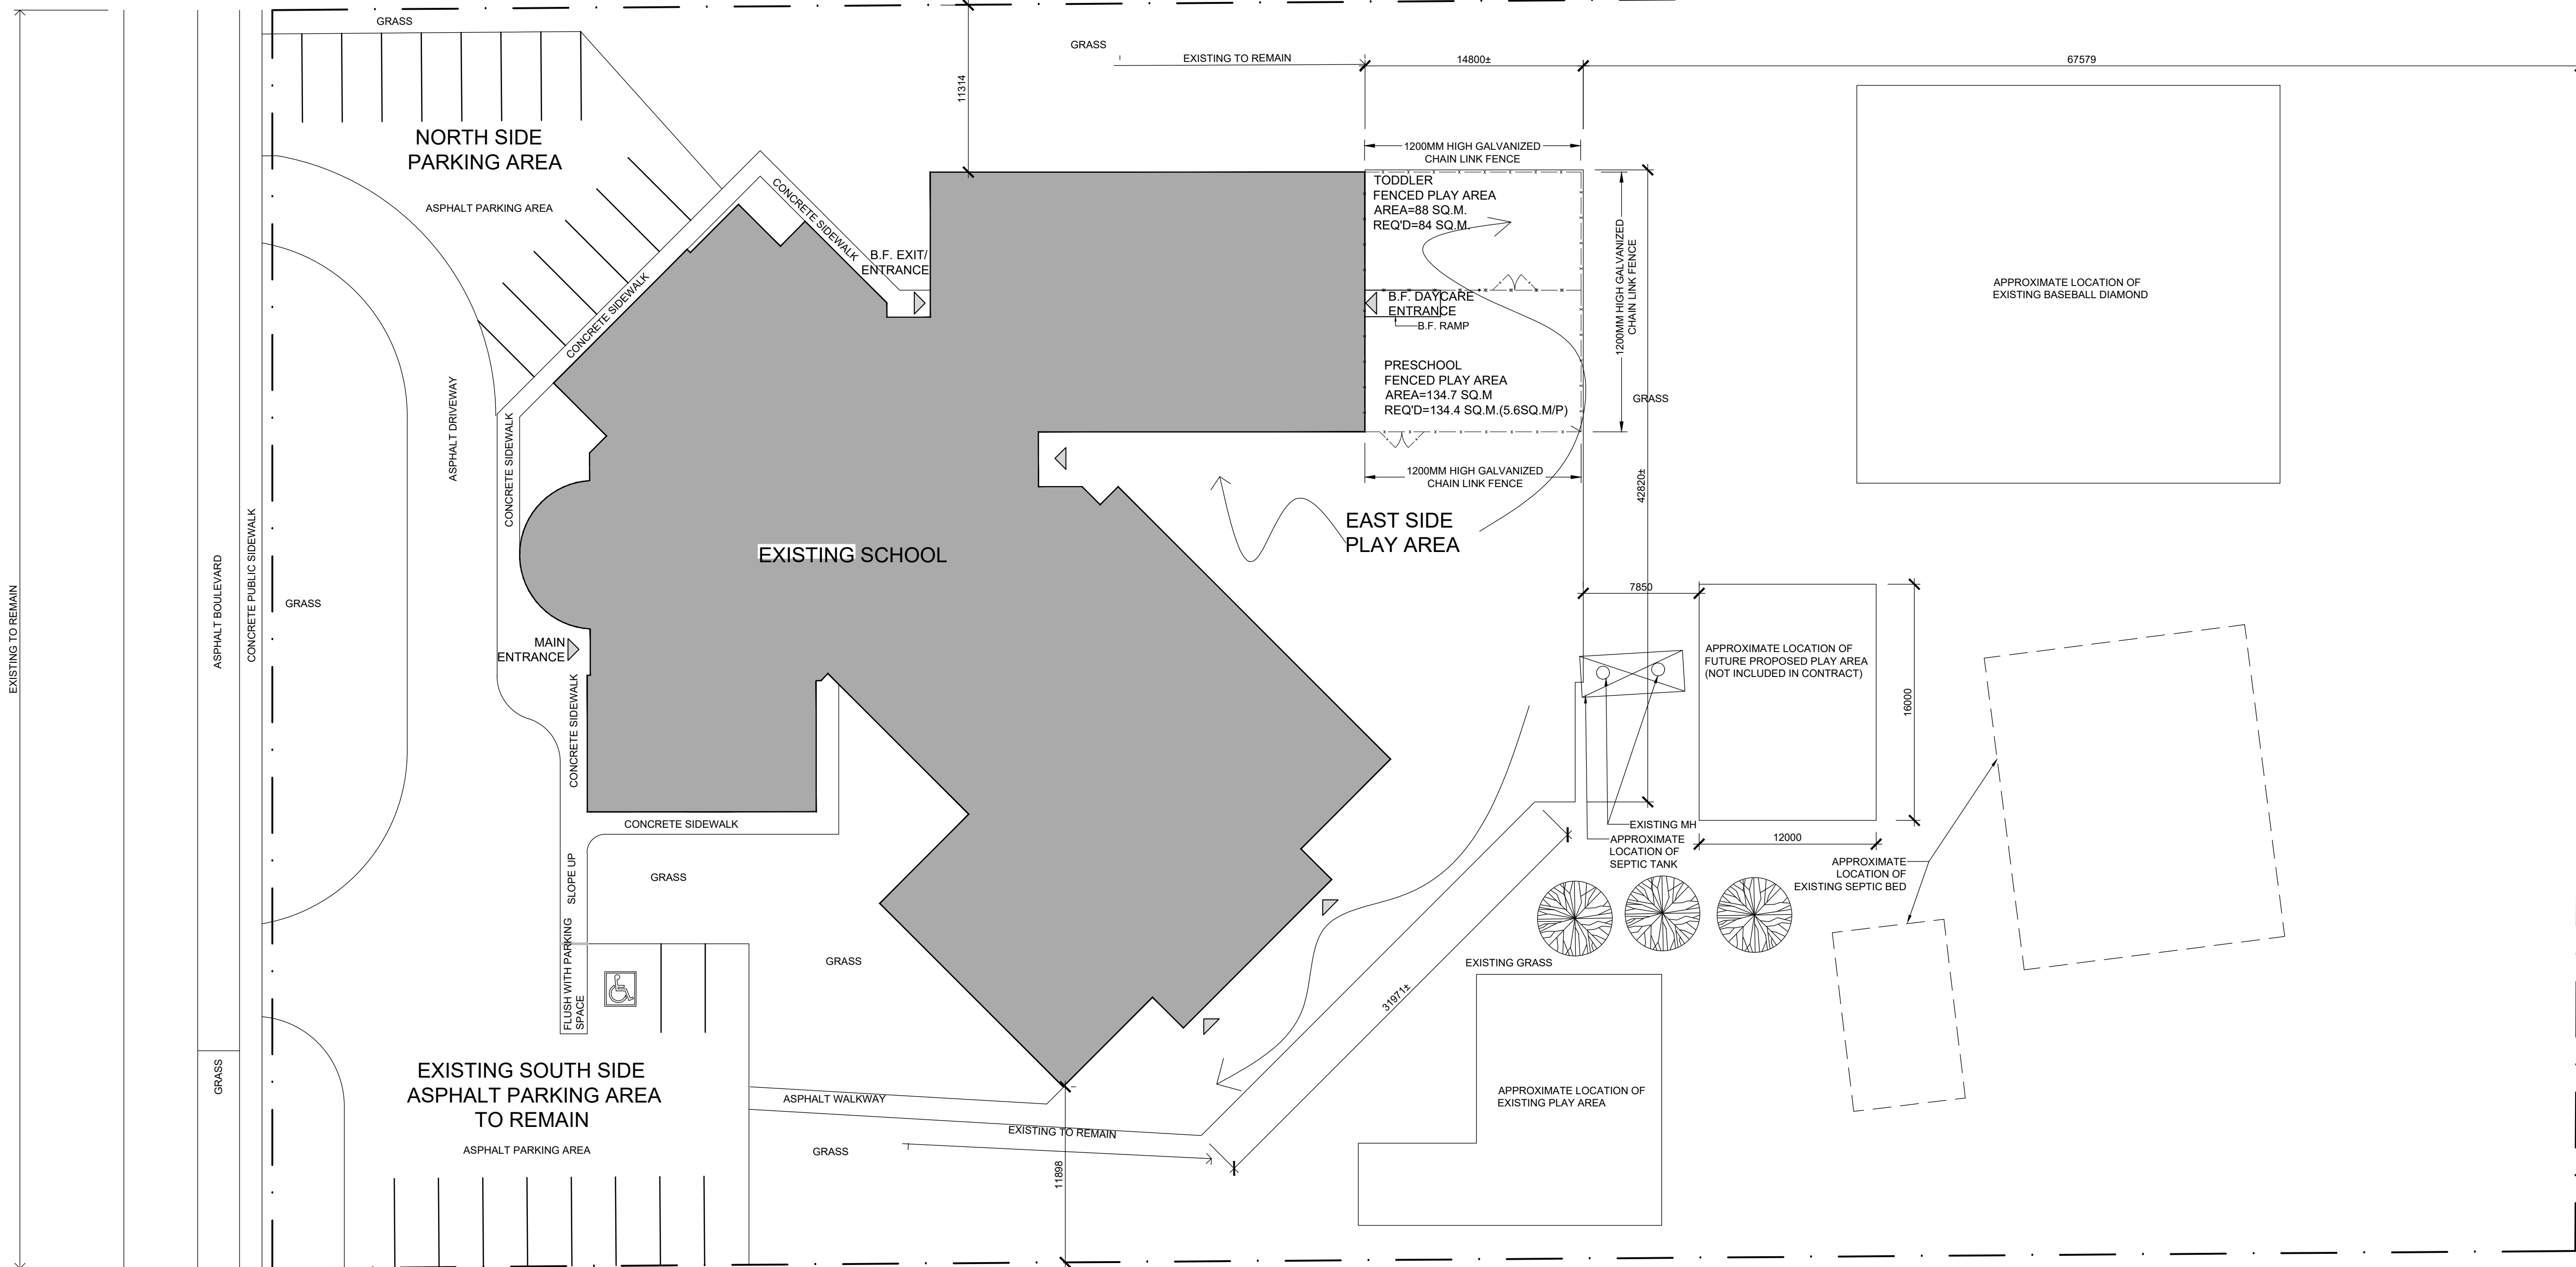 GRASS
GRASS
EXISTING TO REMAIN
14800±
67579
11314
NORTH SIDE
PARKING AREA
1200MM HIGH GALVANIZED
CHAIN LINK FENCE
TODDLER
FENCED PLAY AREA
AREA=88 SQ.M.
REQ'D=84 SQ.M.
CONCRETE SIDEWALK
ASPHALT PARKING AREA
B.F. EXIT/
ENTRANCE
1200MM HIGH GALVANIZED
CHAIN LINK FENCE
APPROXIMATE LOCATION OF
EXISTING BASEBALL DIAMOND
B.F. DAYCARE
ENTRANCE
B.F. RAMP
CONCRETE SIDEWALK
PRESCHOOL
FENCED PLAY AREA
AREA=134.7 SQ.M
REQ'D=134.4 SQ.M.(5.6SQ.M/P)
GRASS
ASPHALT DRIVEWAY
CONCRETE SIDEWALK
1200MM HIGH GALVANIZED
CHAIN LINK FENCE
42820±
EAST SIDE
PLAY AREA
EXISTING SCHOOL
CONCRETE PUBLIC SIDEWALK
ASPHALT BOULEVARD
EXISTING TO REMAIN
GRASS
7850
MAIN
ENTRANCE
APPROXIMATE LOCATION OF
FUTURE PROPOSED PLAY AREA
(NOT INCLUDED IN CONTRACT)
16000
CONCRETE SIDEWALK
CONCRETE SIDEWALK
EXISTING MH
APPROXIMATE
LOCATION OF
SEPTIC TANK
12000
APPROXIMATE
LOCATION OF
EXISTING SEPTIC BED
SLOPE UP
GRASS
FLUSH WITH PARKING
SPACE
GRASS
EXISTING GRASS
31971±
GRASS
EXISTING SOUTH SIDE
ASPHALT PARKING AREA
TO REMAIN
ASPHALT PARKING AREA
ASPHALT WALKWAY
EXISTING TO REMAIN
GRASS
11898
APPROXIMATE LOCATION OF
EXISTING PLAY AREA